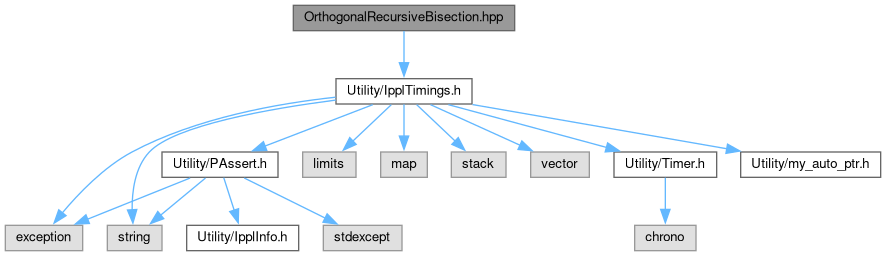 OrthogonalRecursiveBisection.hpp
Utility/IpplTimings.h
Utility/PAssert.h
limits
map
stack
vector
Utility/Timer.h
Utility/my_auto_ptr.h
exception
string
Utility/IpplInfo.h
stdexcept
chrono